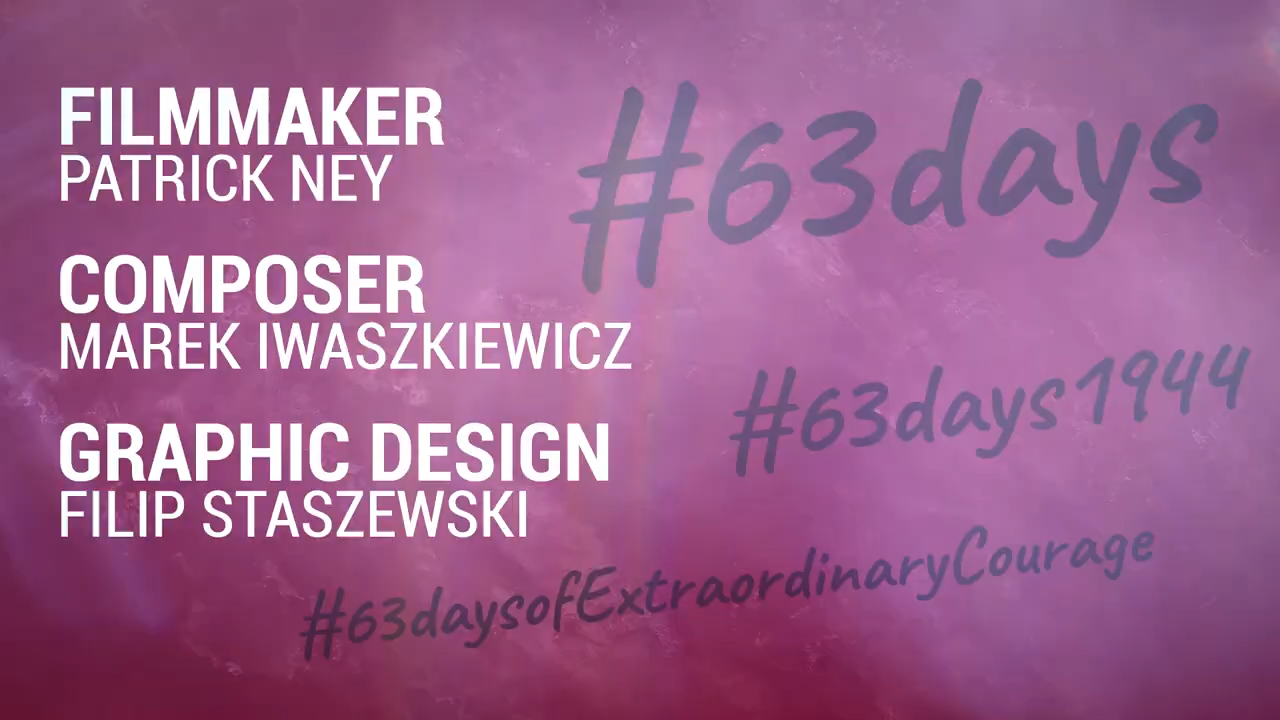 FILMMAKER
PATRICK NEY
COMPOSER
MAREK IWASZKIEWICZ
GRAPHIC DESIGN
FILIP STASZEWSKI
#63days
#63days1944
#63daysofExtraordinaryCourage